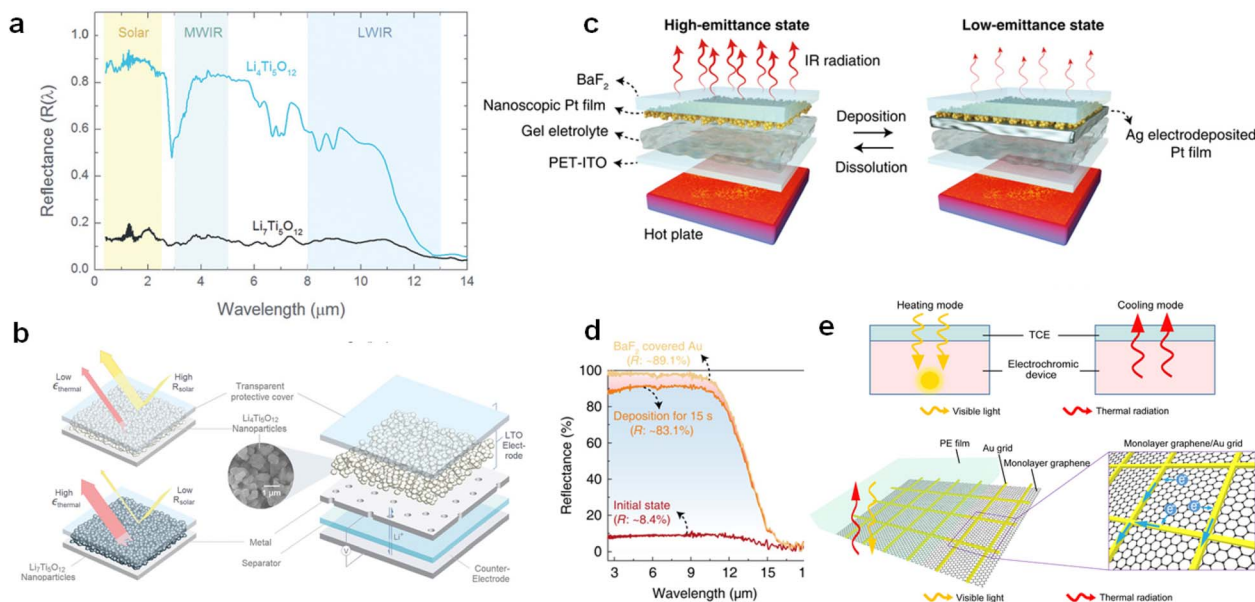 a
Solar
MWIR
LWIR
Li₄Ti₅O₁₂
Li₇Ti₅O₁₂
Reflectance (R(λ)
1.0
0.8
0.6
0.4
0.2
0.0
0
2
4
6
8
10
12
14
Wavelength (μm)
b
Low
ϵthermal
High
Rsolar
Transparent
protective cover
Li₄Ti₅O₁₂
Nanoparticles
1 μm
LTO
Elect-
rode
High
ϵthermal
Low
Rsolar
Li⁺
V
Metal
Separator
Li₇Ti₅O₁₂
Nanoparticles
Counter-
Electrode
c
High-emittance state
Low-emittance state
IR radiation
BaF₂
Nanoscopic Pt film
Gel eletrolyte
PET-ITO
Hot plate
Deposition
Dissolution
Ag electrodeposited
Pt film
d
BaF₂ covered Au
(R: ~89.1%)
Deposition for 15 s
(R: ~83.1%)
Initial state
(R: ~8.4%)
Reflectance (%)
100
80
60
40
20
0
3
6
9
12
15
1
Wavelength (μm)
e
Heating mode
Cooling mode
TCE
Electrochromic
device
Visible light
Thermal radiation
PE film
Au grid
Monolayer graphene
Monolayer graphene/Au grid
Visible light
Thermal radiation